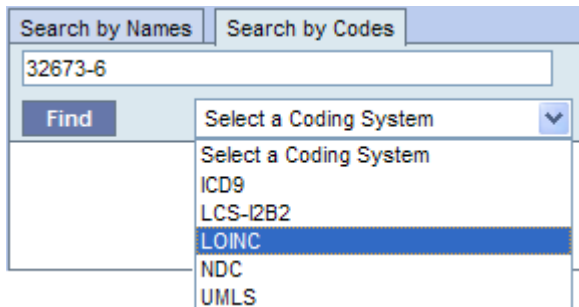 Search by Names Search by Codes
32673-6
Find Select a Coding System
Select a Coding System
ICD9
LCS-I2B2
LOINC
NDC
UMLS